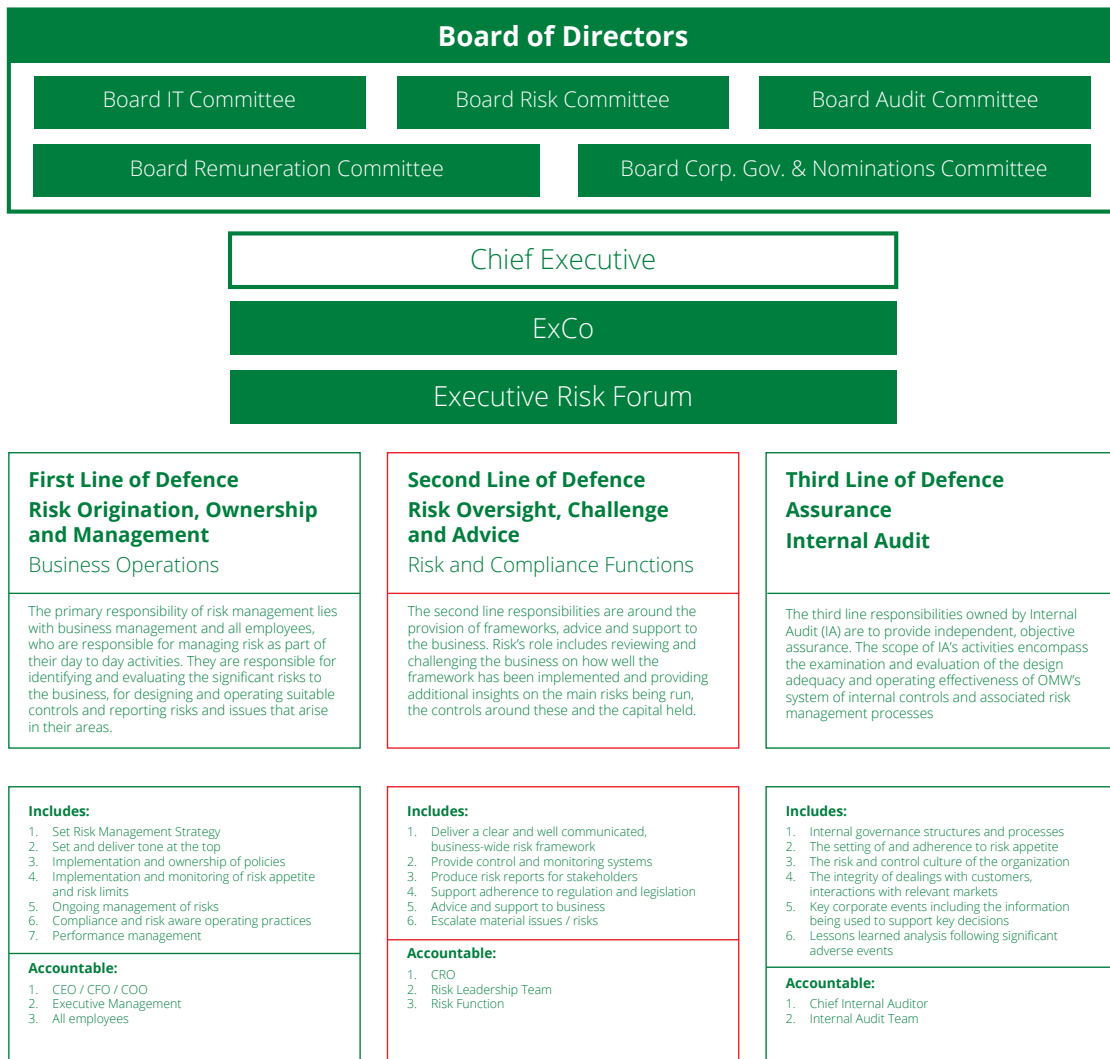 Board of Directors
Board IT Committee
Board Risk Committee
Board Audit Committee
Board Remuneration Committee
Board Corp. Gov. & Nominations Committee
Chief Executive
ExCo
Executive Risk Forum
First Line of Defence
Risk Origination, Ownership
and Management
Business Operations
The primary responsibility of risk management lies
with business management and all employees,
who are responsible for managing risk as part of
their day to day activities. They are responsible for
identifying and evaluating the significant risks to
the business, for designing and operating suitable
controls and reporting risks and issues that arise
in their areas.
Includes:
1. Set Risk Management Strategy
2. Set and deliver tone at the top
3. Implementation and ownership of policies
4. Implementation and monitoring of risk appetite
and risk limits
5. Ongoing management of risks
6. Compliance and risk aware operating practices
7. Performance management
Accountable:
1. CEO / CFO / COO
2. Executive Management
3. All employees
Second Line of Defence
Risk Oversight, Challenge
and Advice
Risk and Compliance Functions
The second line responsibilities are around the
provision of frameworks, advice and support to
the business. Risk's role includes reviewing and
challenging the business on how well the
framework has been implemented and providing
additional insights on the main risks being run,
the controls around these and the capital held.
Includes:
1. Deliver a clear and well communicated,
business-wide risk framework
2. Provide control and monitoring systems
3. Produce risk reports for stakeholders
4. Support adherence to regulation and legislation
5. Advice and support to business
6. Escalate material issues / risks
Accountable:
1. CRO
2. Risk Leadership Team
3. Risk Function
Third Line of Defence
Assurance
Internal Audit
The third line responsibilities owned by Internal
Audit (IA) are to provide independent, objective
assurance. The scope of IA's activities encompass
the examination and evaluation of the design
adequacy and operating effectiveness of OMW's
system of internal controls and associated risk
management processes
Includes:
1. Internal governance structures and processes
2. The setting of and adherence to risk appetite
3. The risk and control culture of the organization
4. The integrity of dealings with customers,
interactions with relevant markets
5. Key corporate events including the information
being used to support key decisions
6. Lessons learned analysis following significant
adverse events
Accountable:
1. Chief Internal Auditor
2. Internal Audit Team